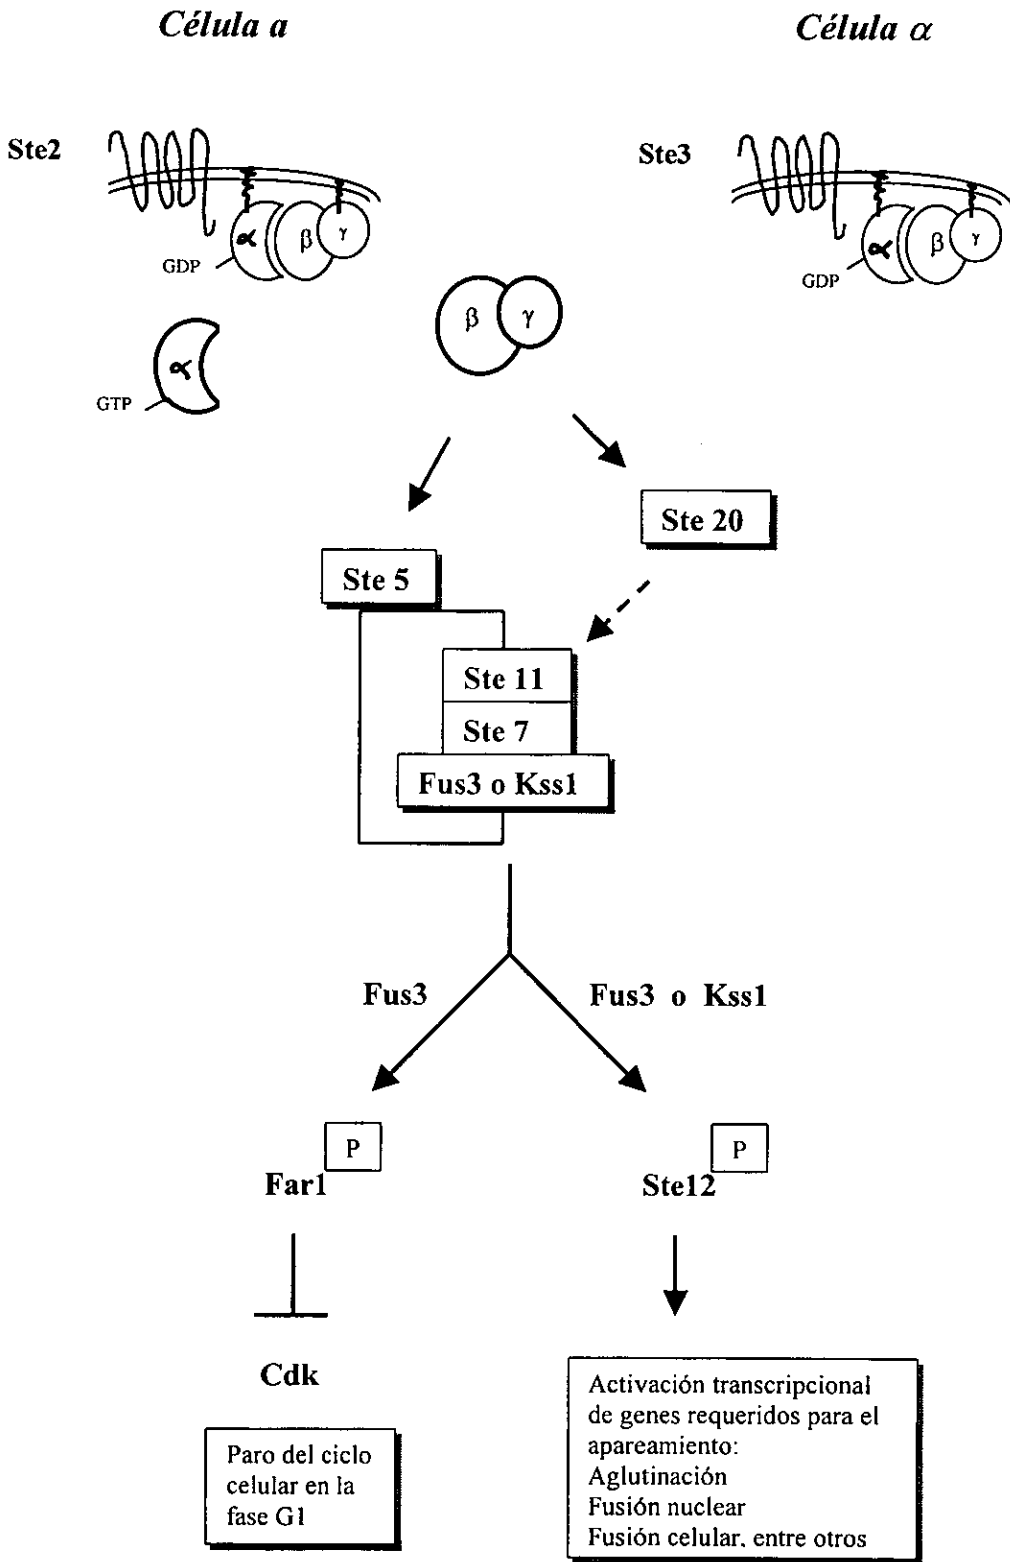 Célula a
Célula α
Ste2
α
β
γ
GDP
Ste3
α
β
γ
GDP
β
γ
α
GTP
Ste 20
Ste 5
Ste 11
Ste 7
Fus3 o Kss1
Fus3
Fus3 o Kss1
P
Far1
P
Ste12
Cdk
Paro del ciclo
celular en la
fase G1
Activación transcripcional
de genes requeridos para el
apareamiento:
Aglutinación
Fusión nuclear
Fusión celular, entre otros